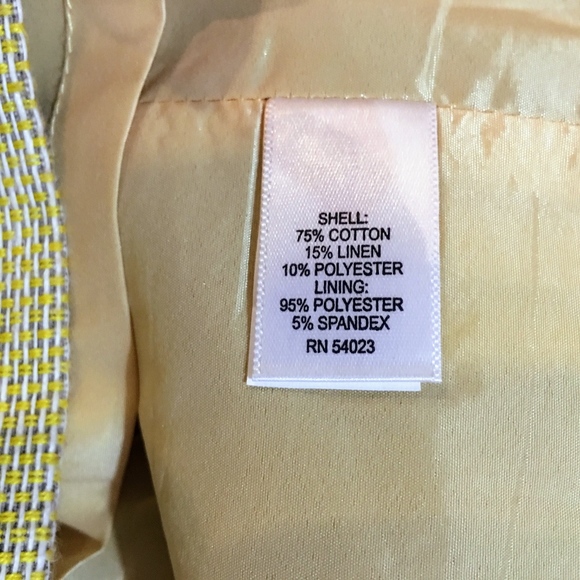 SHELL:
75% COTTON
15% LINEN
10% POLYESTER
LINING:
95% POLYESTER
5% SPANDEX
RN 54023